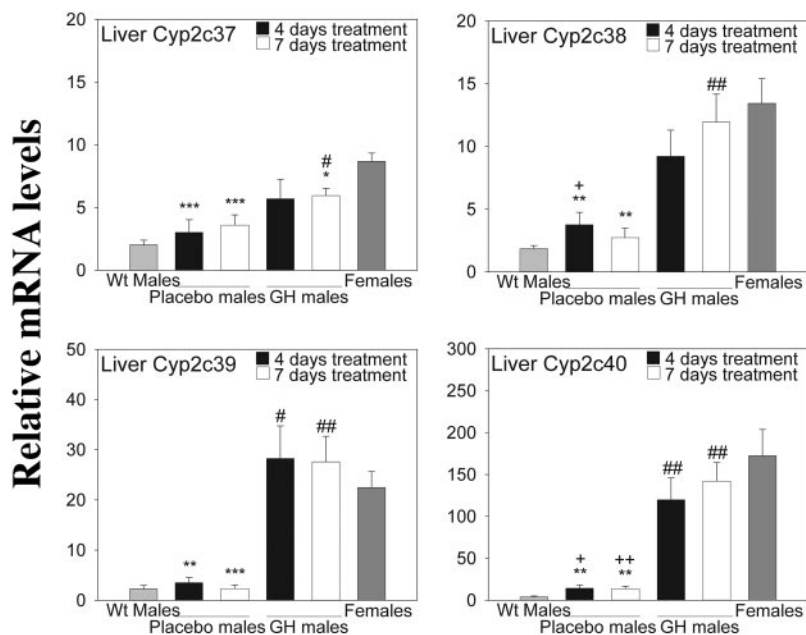 Relative mRNA levels
Liver Cyp2c37
4 days treatment
7 days treatment
20
15
10
5
0
***
***
#
*
Wt Males
Females
Placebo males
GH males
Liver Cyp2c38
4 days treatment
7 days treatment
20
15
10
5
0
+
**
**
##
Wt Males
Females
Placebo males
GH males
Liver Cyp2c39
4 days treatment
7 days treatment
50
40
30
20
10
0
**
***
#
##
Wt Males
Females
Placebo males
GH males
Liver Cyp2c40
4 days treatment
7 days treatment
300
250
200
150
100
50
0
+
**
++
**
##
##
Wt Males
Females
Placebo males
GH males